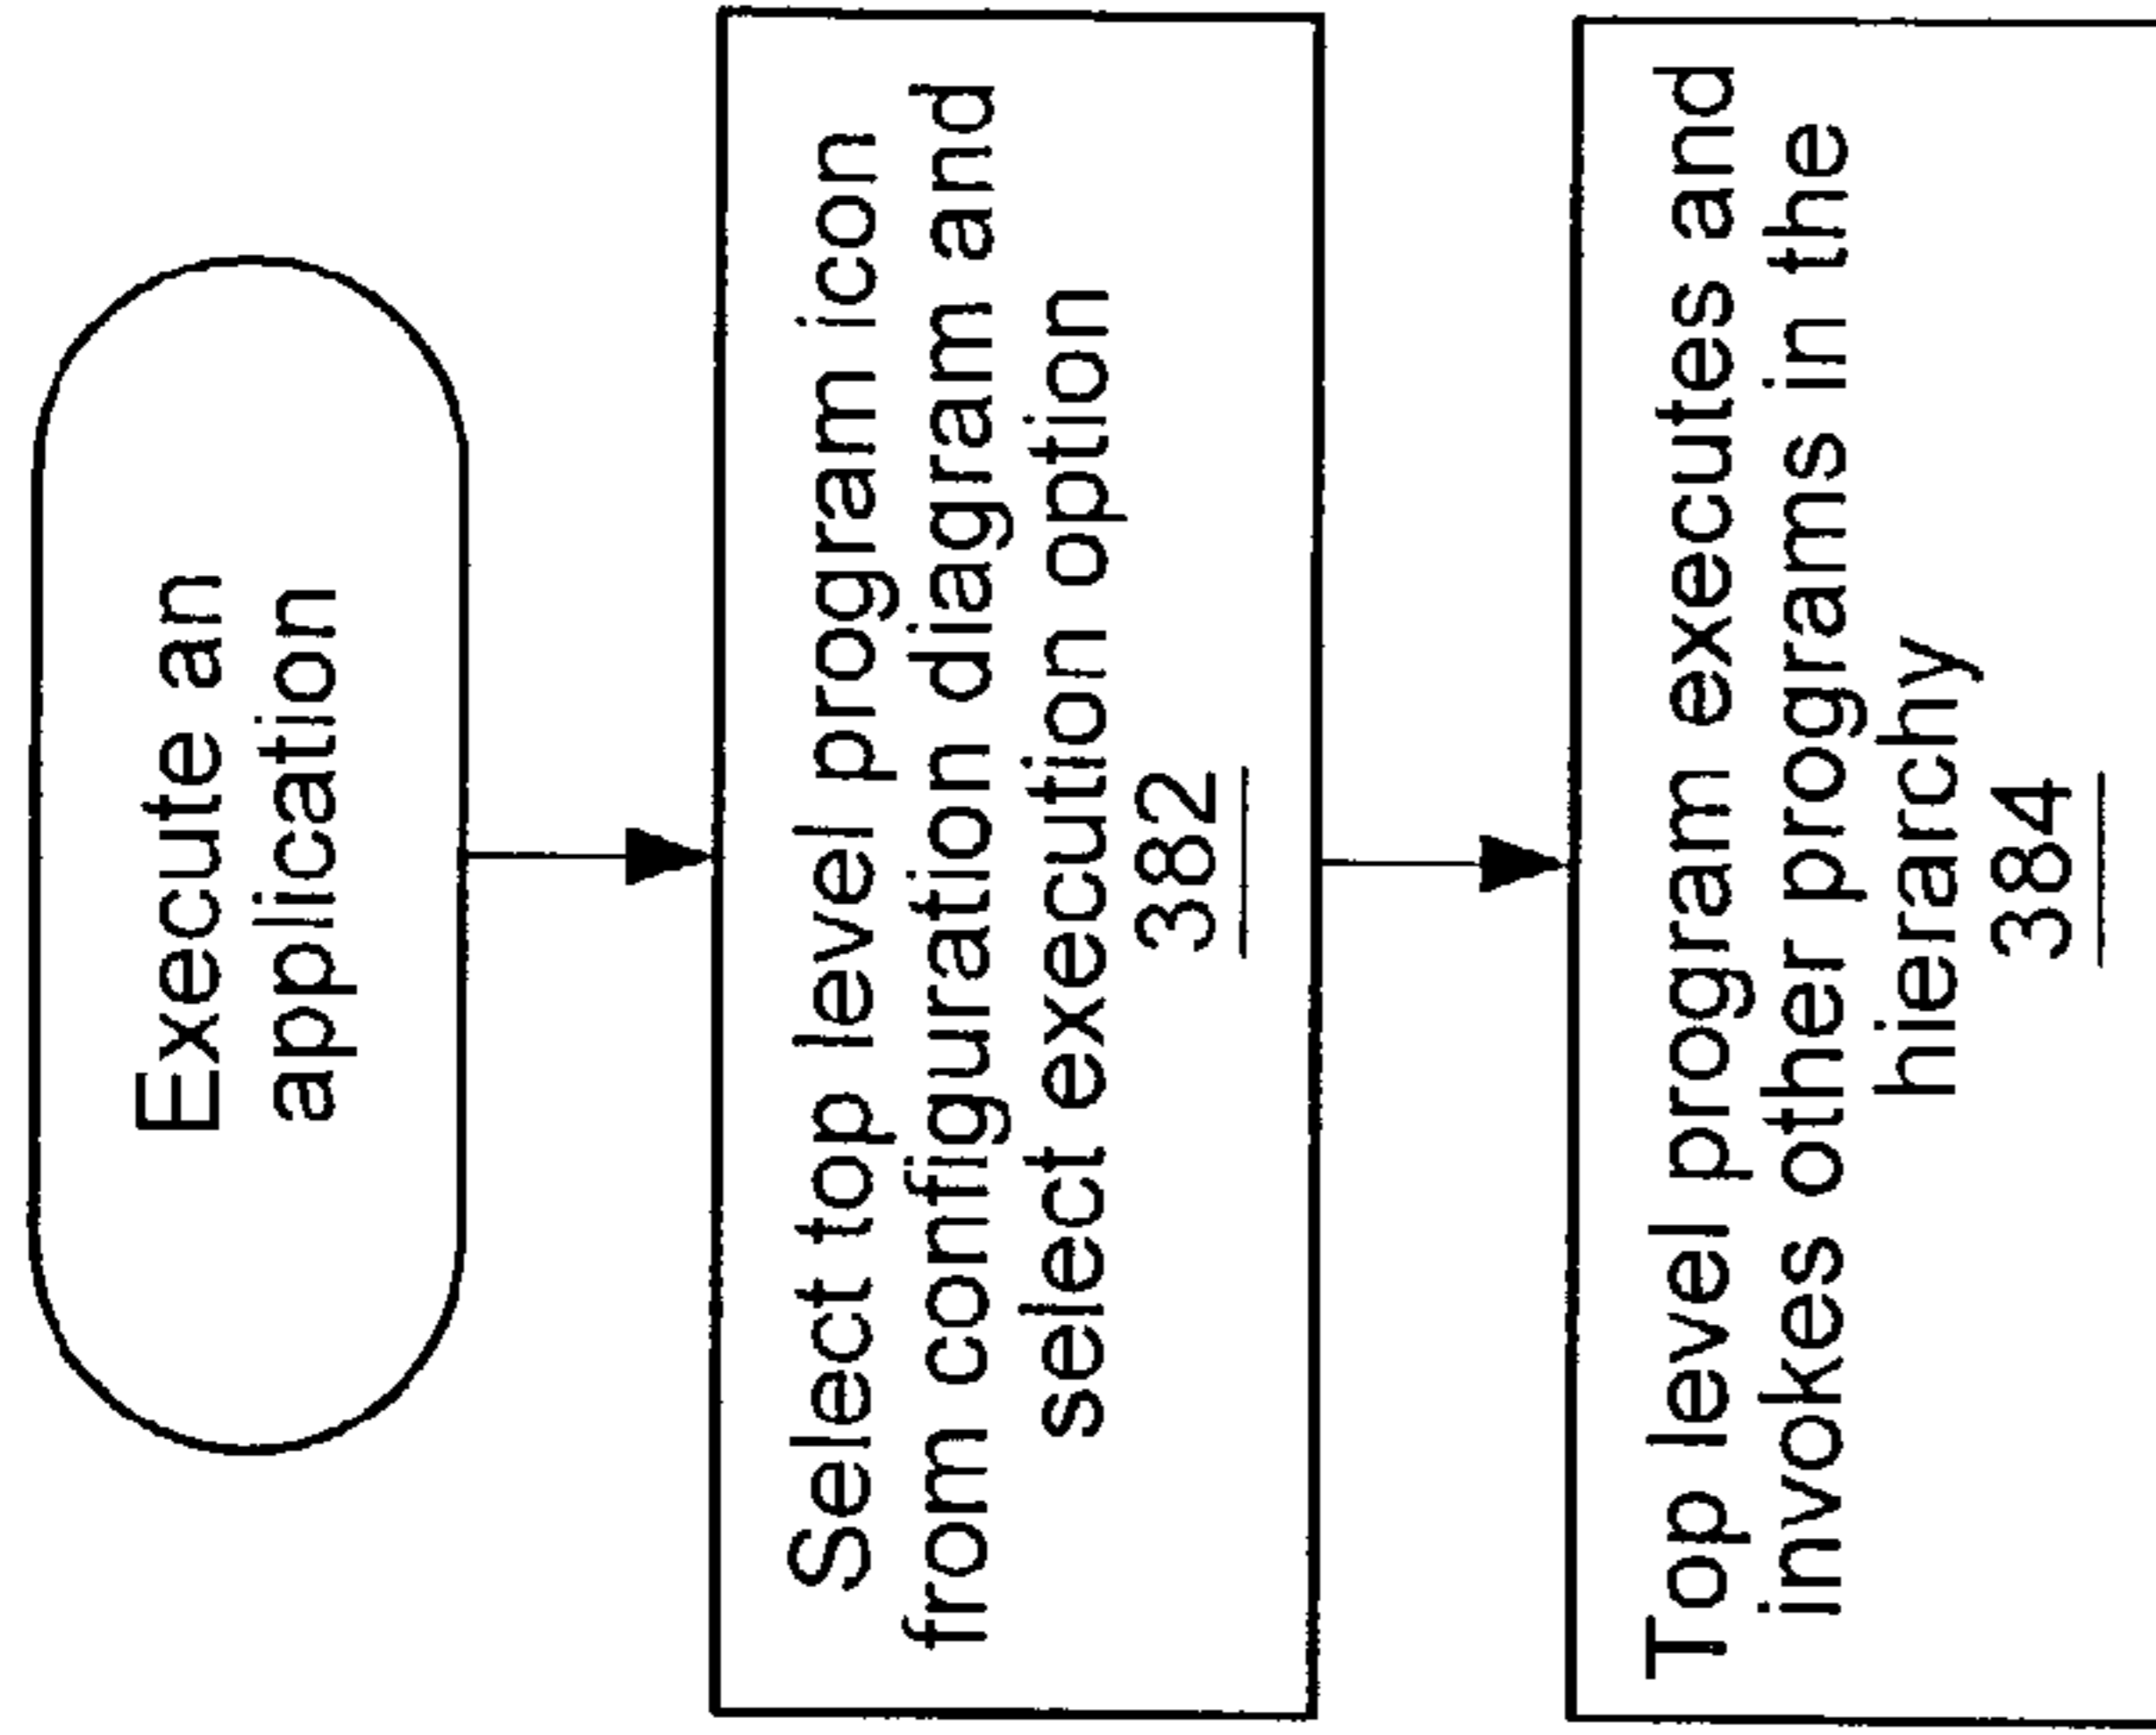 Execute an
application
Select top level program icon
from configuration diagram and
select execution option
382
Top level program executes and
invokes other programs in the
hierarchy
384